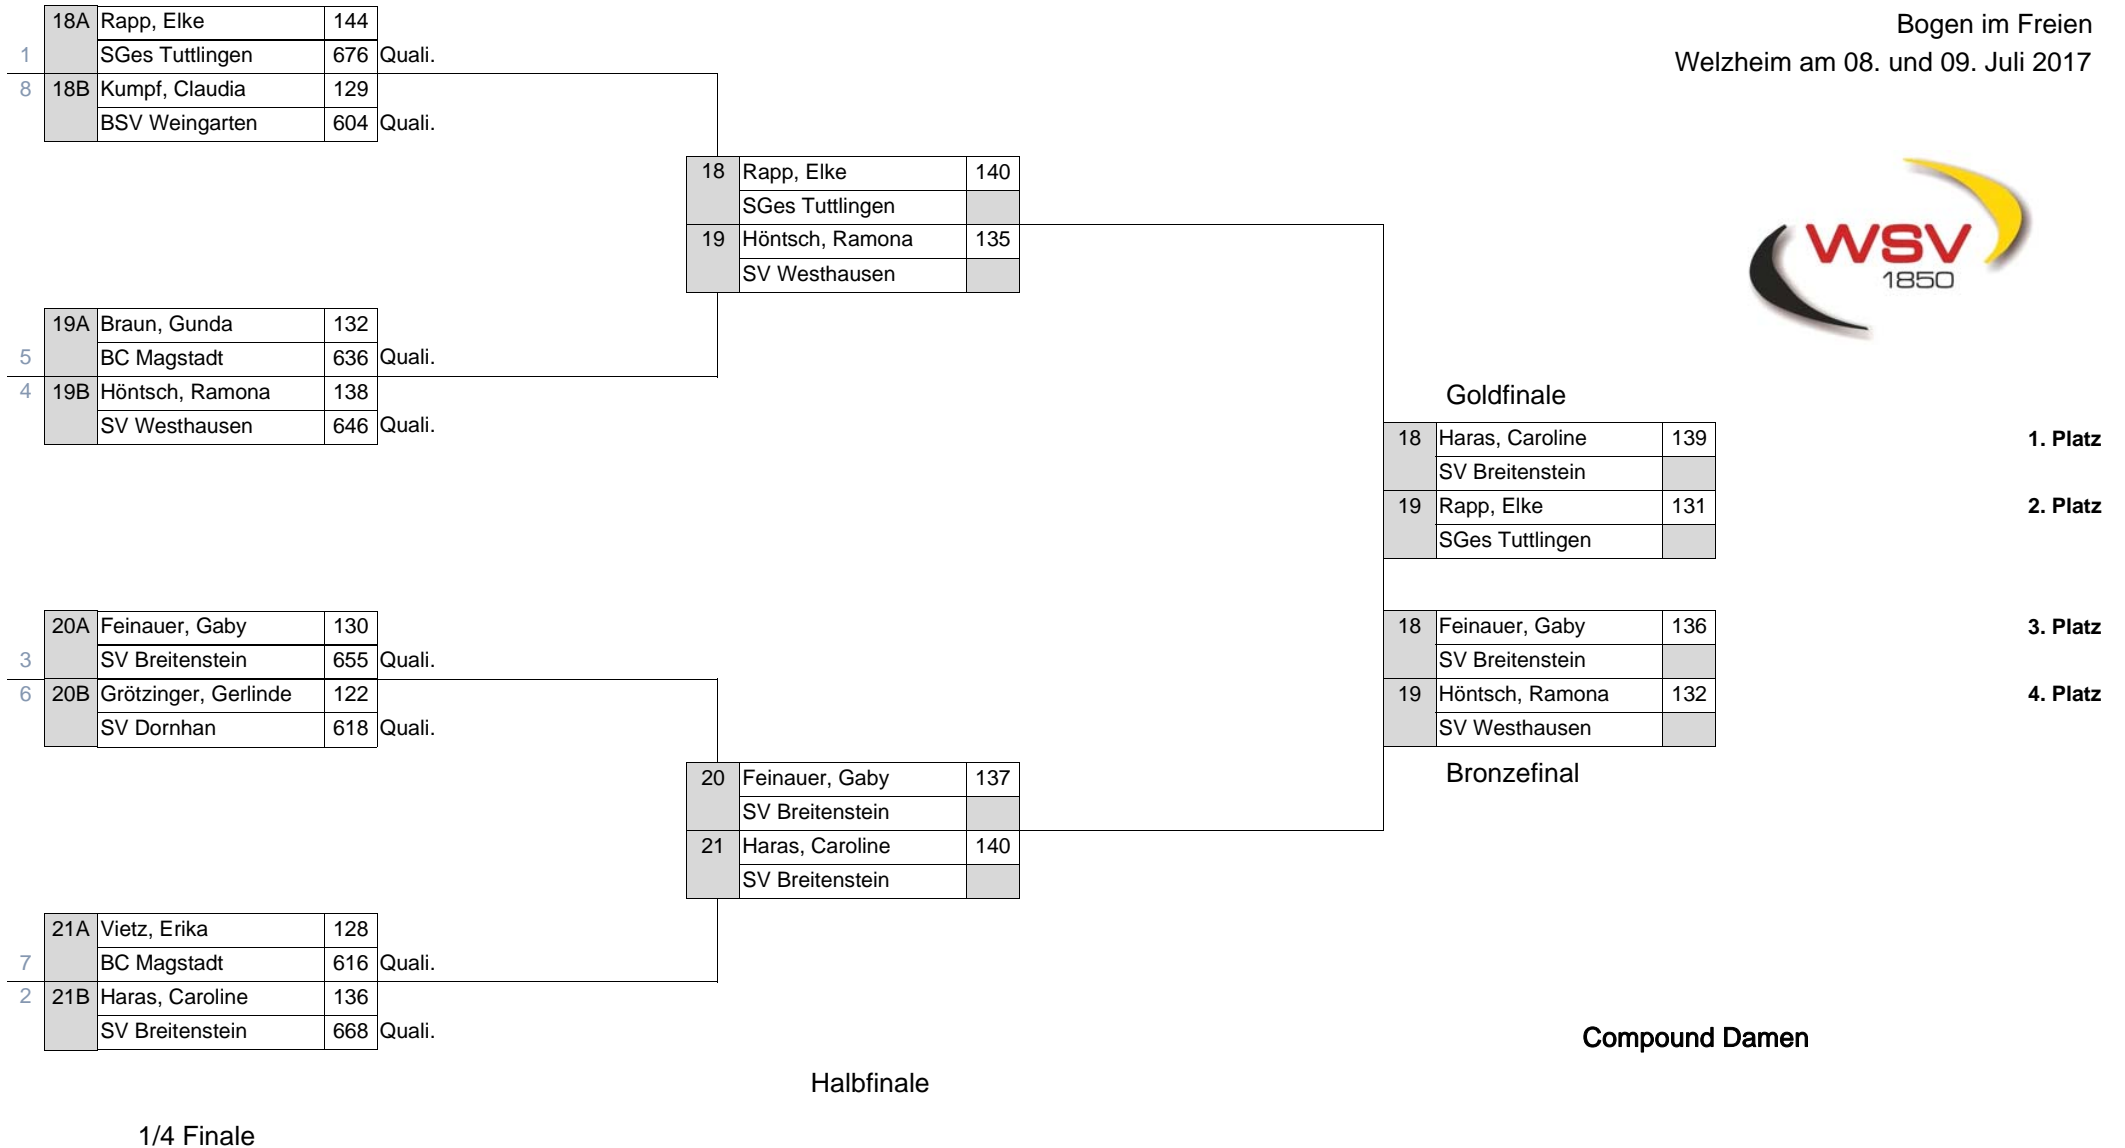 Bogen im Freien
Welzheim am 08. und 09. Juli 2017
WSV
1850
18A Rapp, Elke 144
1 SGes Tuttlingen 676 Quali.
8 18B Kumpf, Claudia 129
BSV Weingarten 604 Quali.
18 Rapp, Elke 140
SGes Tuttlingen
19 Höntsch, Ramona 135
SV Westhausen
19A Braun, Gunda 132
5 BC Magstadt 636 Quali.
4 19B Höntsch, Ramona 138
SV Westhausen 646 Quali.
Goldfinale
18 Haras, Caroline 139 1. Platz
SV Breitenstein
19 Rapp, Elke 131 2. Platz
SGes Tuttlingen
20A Feinauer, Gaby 130
3 SV Breitenstein 655 Quali.
6 20B Grötzinger, Gerlinde 122
SV Dornhan 618 Quali.
18 Feinauer, Gaby 136 3. Platz
SV Breitenstein
19 Höntsch, Ramona 132 4. Platz
SV Westhausen
Bronzefinal
20 Feinauer, Gaby 137
SV Breitenstein
21 Haras, Caroline 140
SV Breitenstein
21A Vietz, Erika 128
7 BC Magstadt 616 Quali.
2 21B Haras, Caroline 136
SV Breitenstein 668 Quali.
Compound Damen
Halbfinale
1/4 Finale